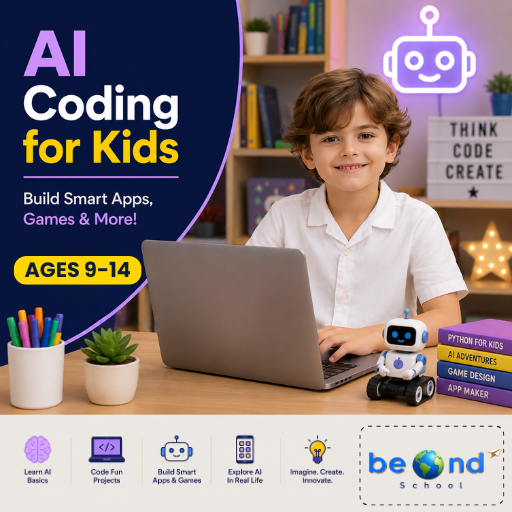 AI
Coding
for Kids
Build Smart Apps,
Games & More!
AGES 9-14
THINK
CODE
CREATE
PYTHON FOR KIDS
AI ADVENTURES
GAME DESIGN
APP MAKER
Learn AI
Basics
Code Fun
Projects
Build Smart
Apps & Games
Explore AI
In Real Life
Imagine. Create.
Innovate.
beyond
School